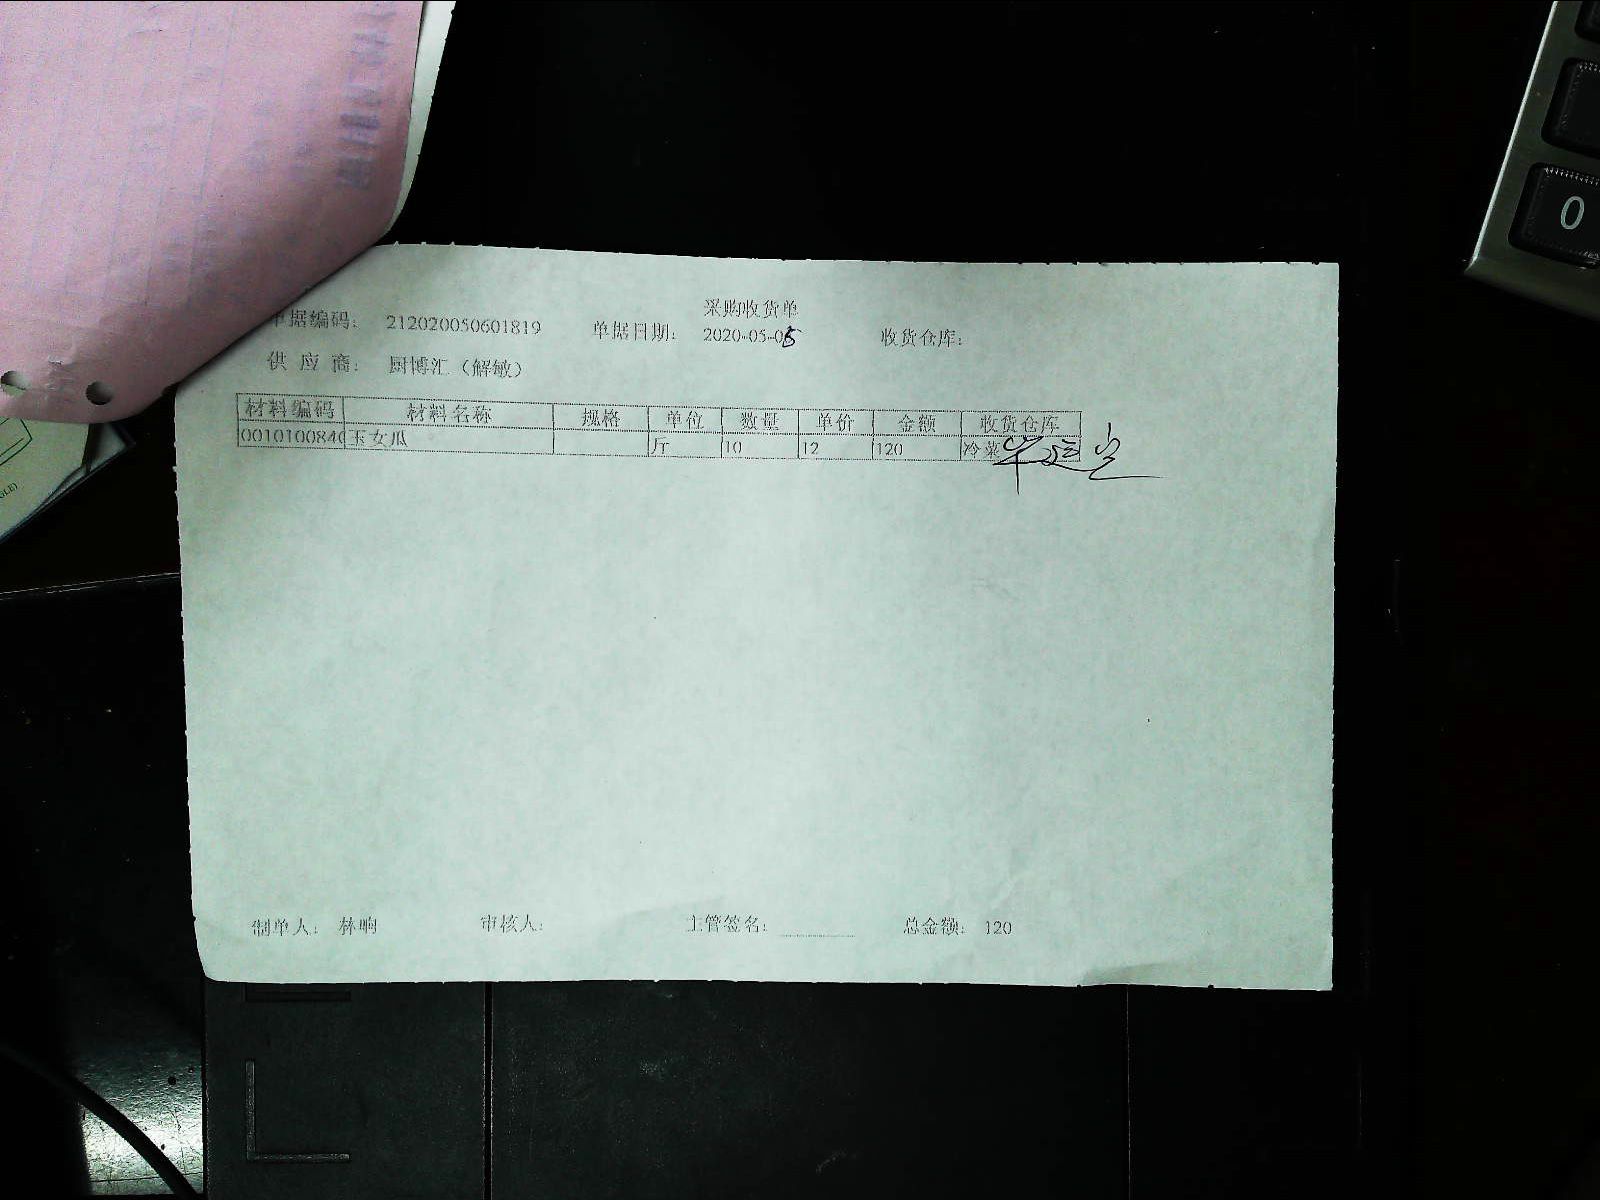 采购收货单
单据编码： 212020050601819 单据日期： 2020-05-05 收货仓库：
供 应 商： 厨博汇（解敏）
材料编码 材料名称 规格 单位 数量 单价 金额 收货仓库
0010100840 玉女瓜 斤 10 12 120 冷菜
制单人： 林晌 审核人： 主管签名： 总金额： 120
0
GLE)